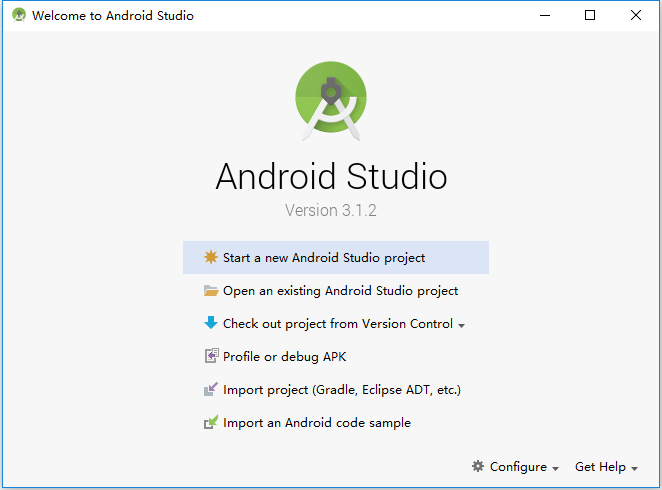 Welcome to Android Studio
Android Studio
Version 3.1.2
Start a new Android Studio project
Open an existing Android Studio project
Check out project from Version Control
Profile or debug APK
Import project (Gradle, Eclipse ADT, etc.)
Import an Android code sample
Configure Get Help